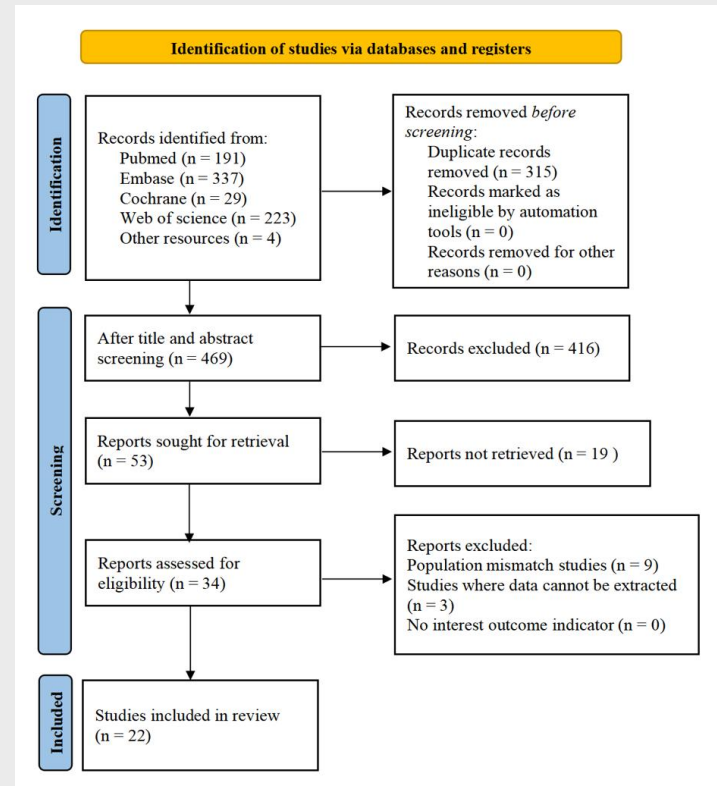 Identification of studies via databases and registers
Identification
Records identified from:
Pubmed (n = 191)
Embase (n = 337)
Cochrane (n = 29)
Web of science (n = 223)
Other resources (n = 4)
Records removed before
screening:
Duplicate records
removed (n = 315)
Records marked as
ineligible by automation
tools (n = 0)
Records removed for other
reasons (n = 0)
Screening
After title and abstract
screening (n = 469)
Records excluded (n = 416)
Reports sought for retrieval
(n = 53)
Reports not retrieved (n = 19 )
Reports assessed for
eligibility (n = 34)
Reports excluded:
Population mismatch studies (n = 9)
Studies where data cannot be extracted
(n = 3)
No interest outcome indicator (n = 0)
Included
Studies included in review
(n = 22)